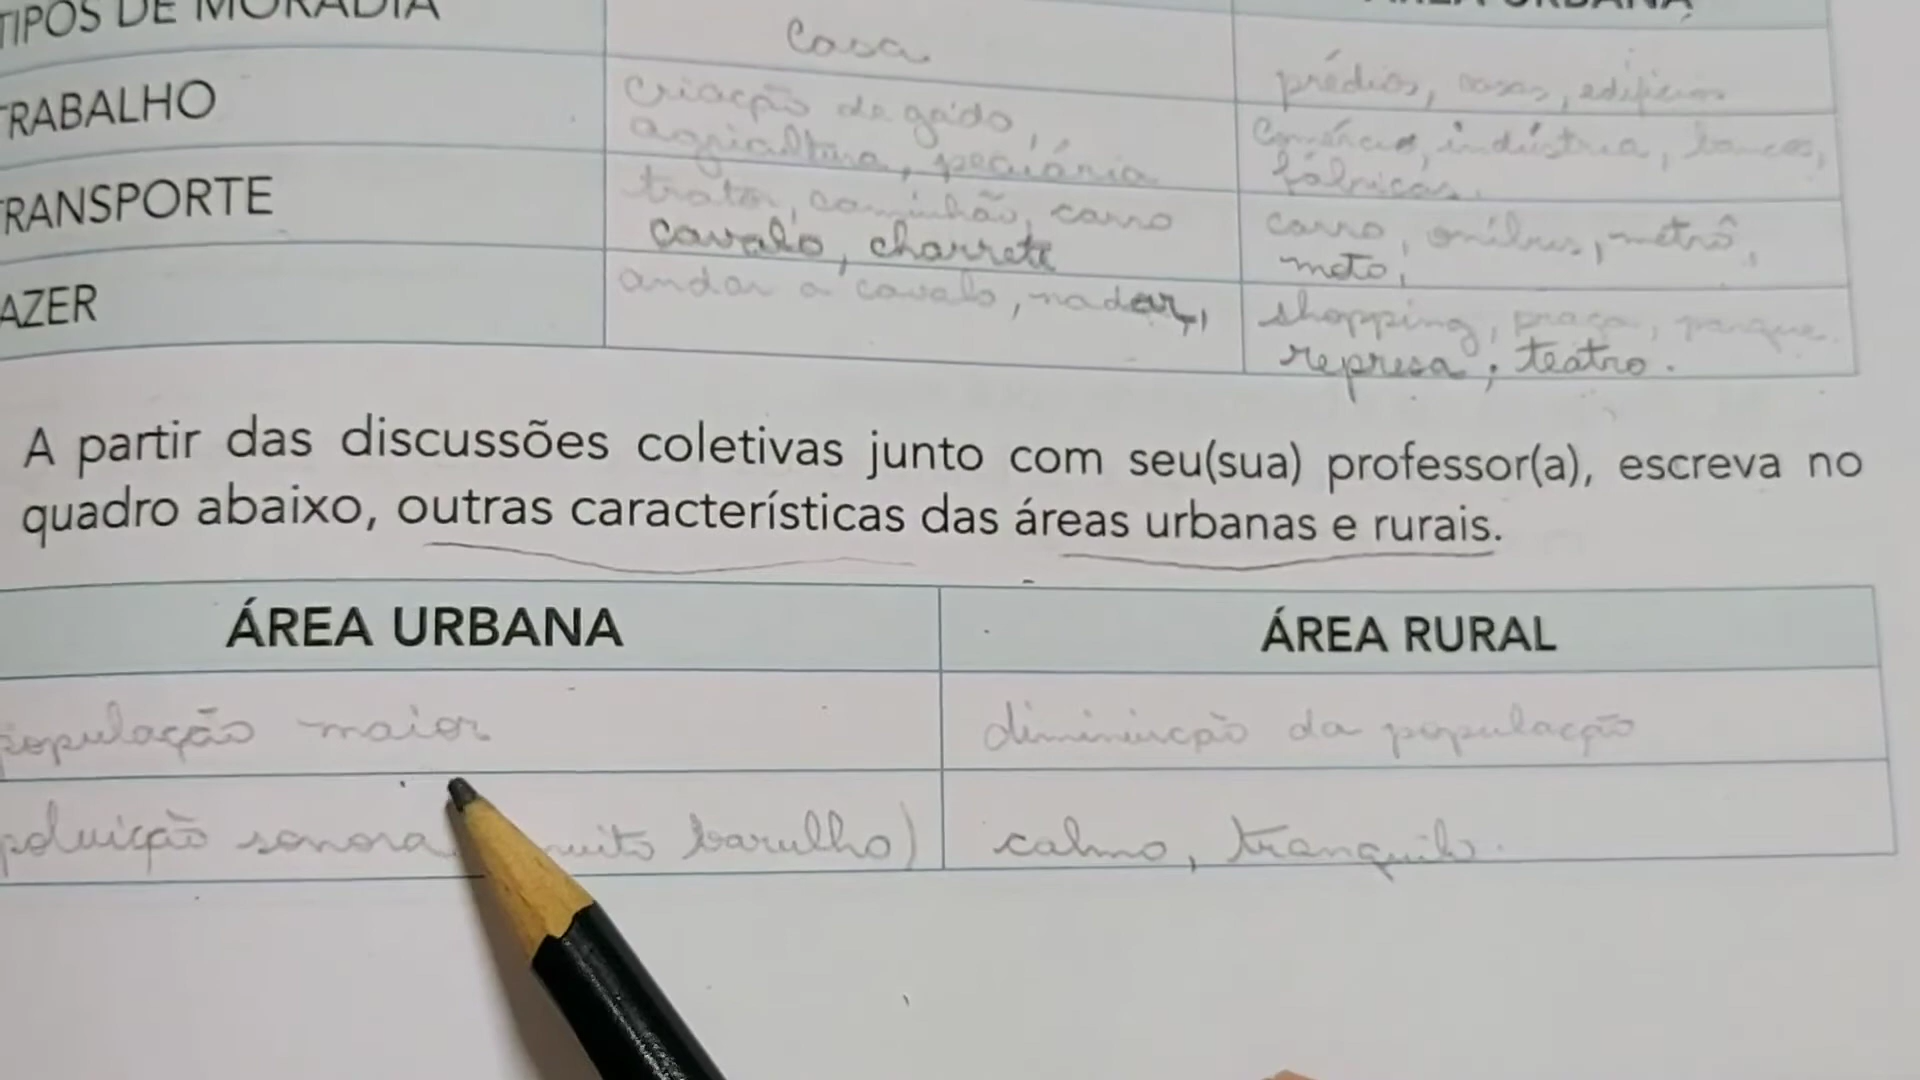 TIPOS DE MORADIA
casa
prédios, casas, edifícios
TRABALHO
criação de gado,
agricultura, pecuária
Comércio, indústria, bancos,
fábricas.
TRANSPORTE
trator, caminhão, carro
cavalo, charrete
carro, ônibus, metrô,
moto,
AZER
andar a cavalo, nadar,
shopping, praça, parque.
represa, teatro.
A partir das discussões coletivas junto com seu(sua) professor(a), escreva no
quadro abaixo, outras características das áreas urbanas e rurais.
ÁREA URBANA
ÁREA RURAL
população maior
diminuição da população
poluição sonora muito barulho)
calmo, tranquilo.